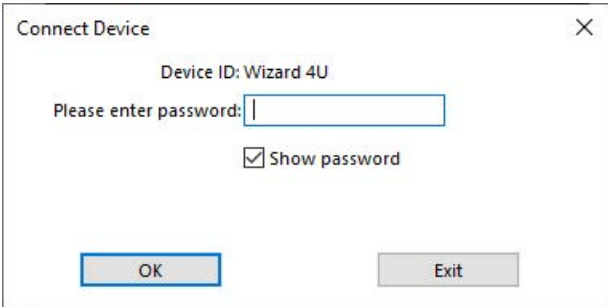 Connect Device
Device ID: Wizard 4U
Please enter password:
Show password
OK Exit